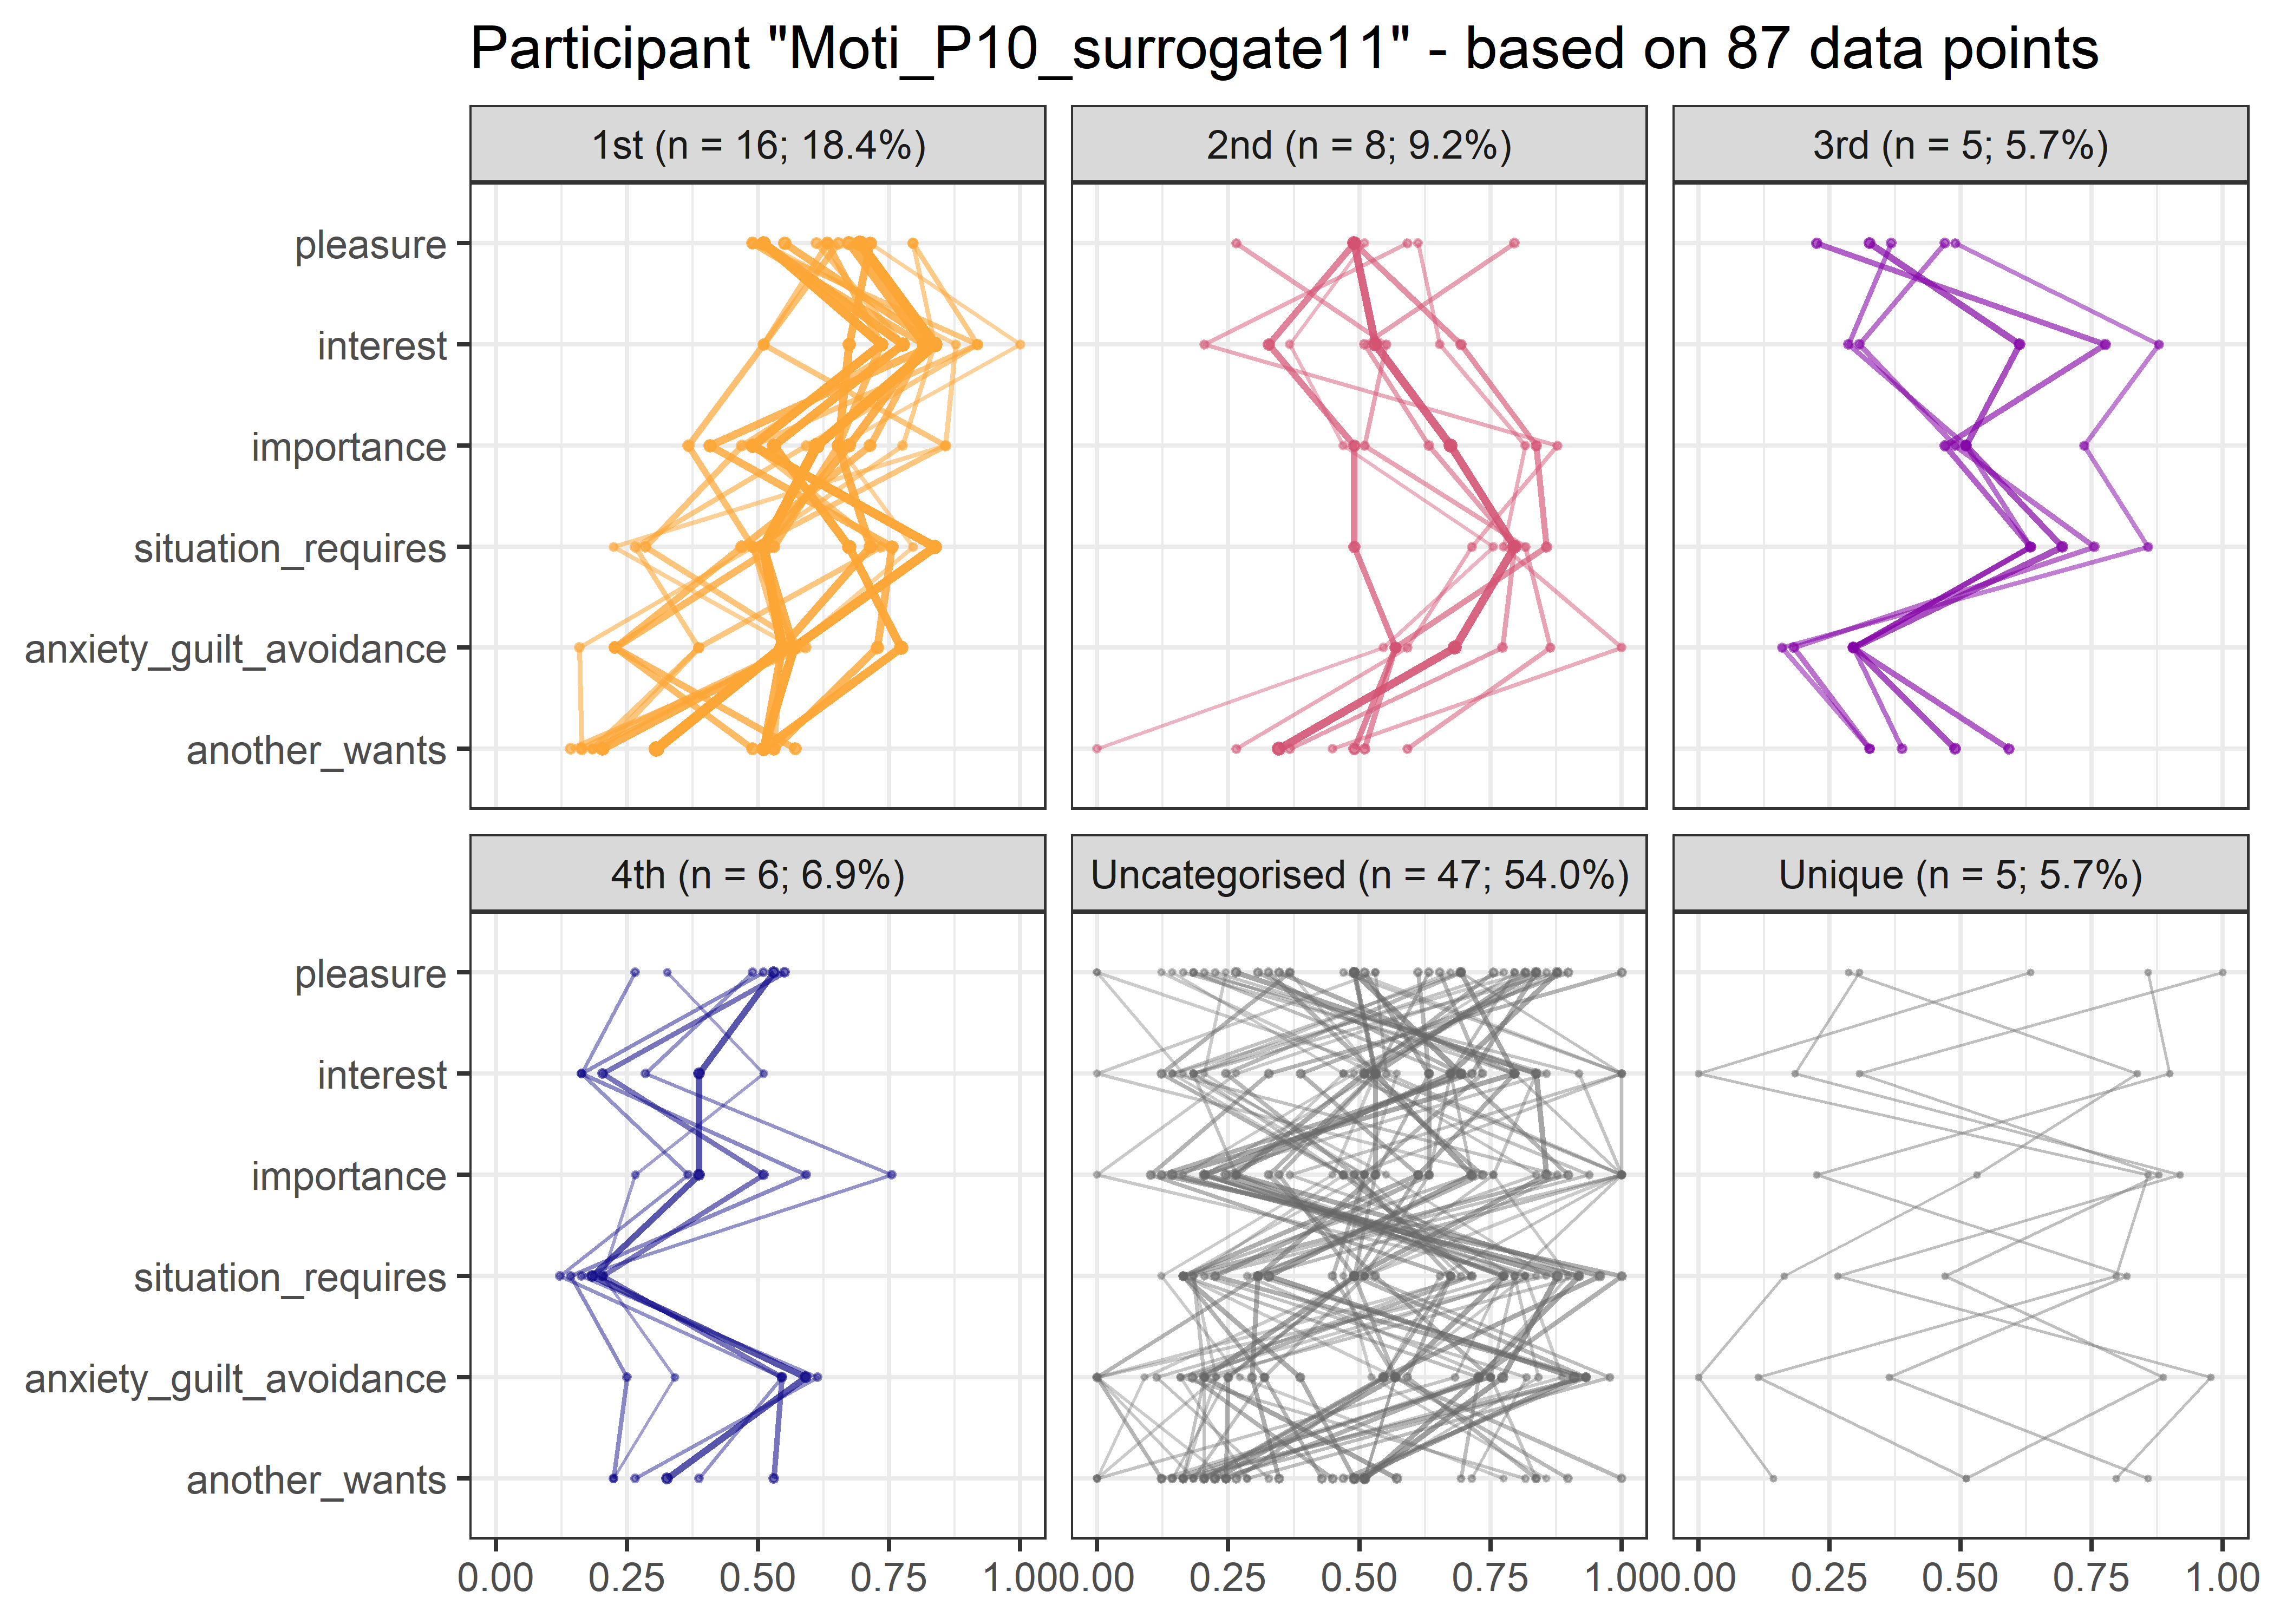 Participant "Moti_P10_surrogate11" - based on 87 data points
1st (n = 16; 18.4%)
2nd (n = 8; 9.2%)
3rd (n = 5; 5.7%)
pleasure
interest
importance
situation_requires
anxiety_guilt_avoidance
another_wants
4th (n = 6; 6.9%)
Uncategorised (n = 47; 54.0%)
Unique (n = 5; 5.7%)
pleasure
interest
importance
situation_requires
anxiety_guilt_avoidance
another_wants
0.00 0.25 0.50 0.75 1.00
0.00 0.25 0.50 0.75 1.00
0.00 0.25 0.50 0.75 1.00